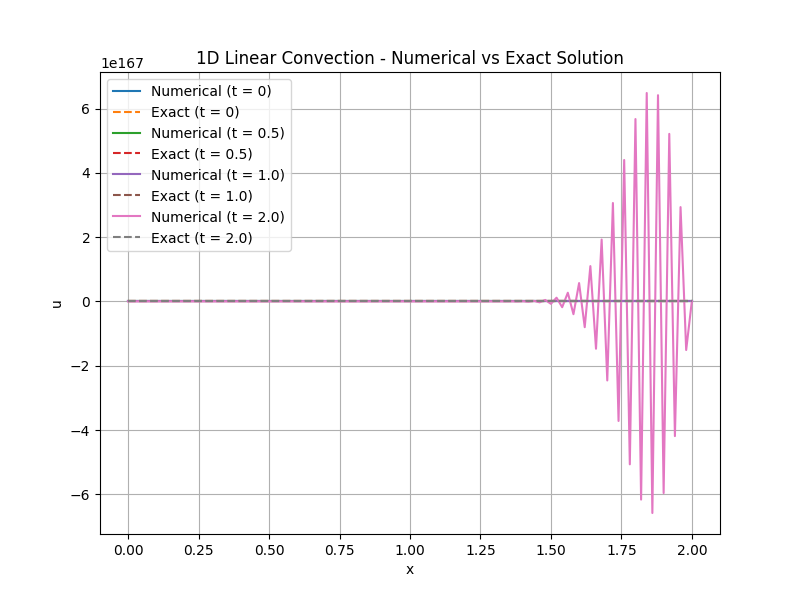 1D Linear Convection - Numerical vs Exact Solution
1e167
Numerical (t = 0)
Exact (t = 0)
Numerical (t = 0.5)
Exact (t = 0.5)
Numerical (t = 1.0)
Exact (t = 1.0)
Numerical (t = 2.0)
Exact (t = 2.0)
6
4
2
0
−2
−4
−6
u
0.00 0.25 0.50 0.75 1.00 1.25 1.50 1.75 2.00
x